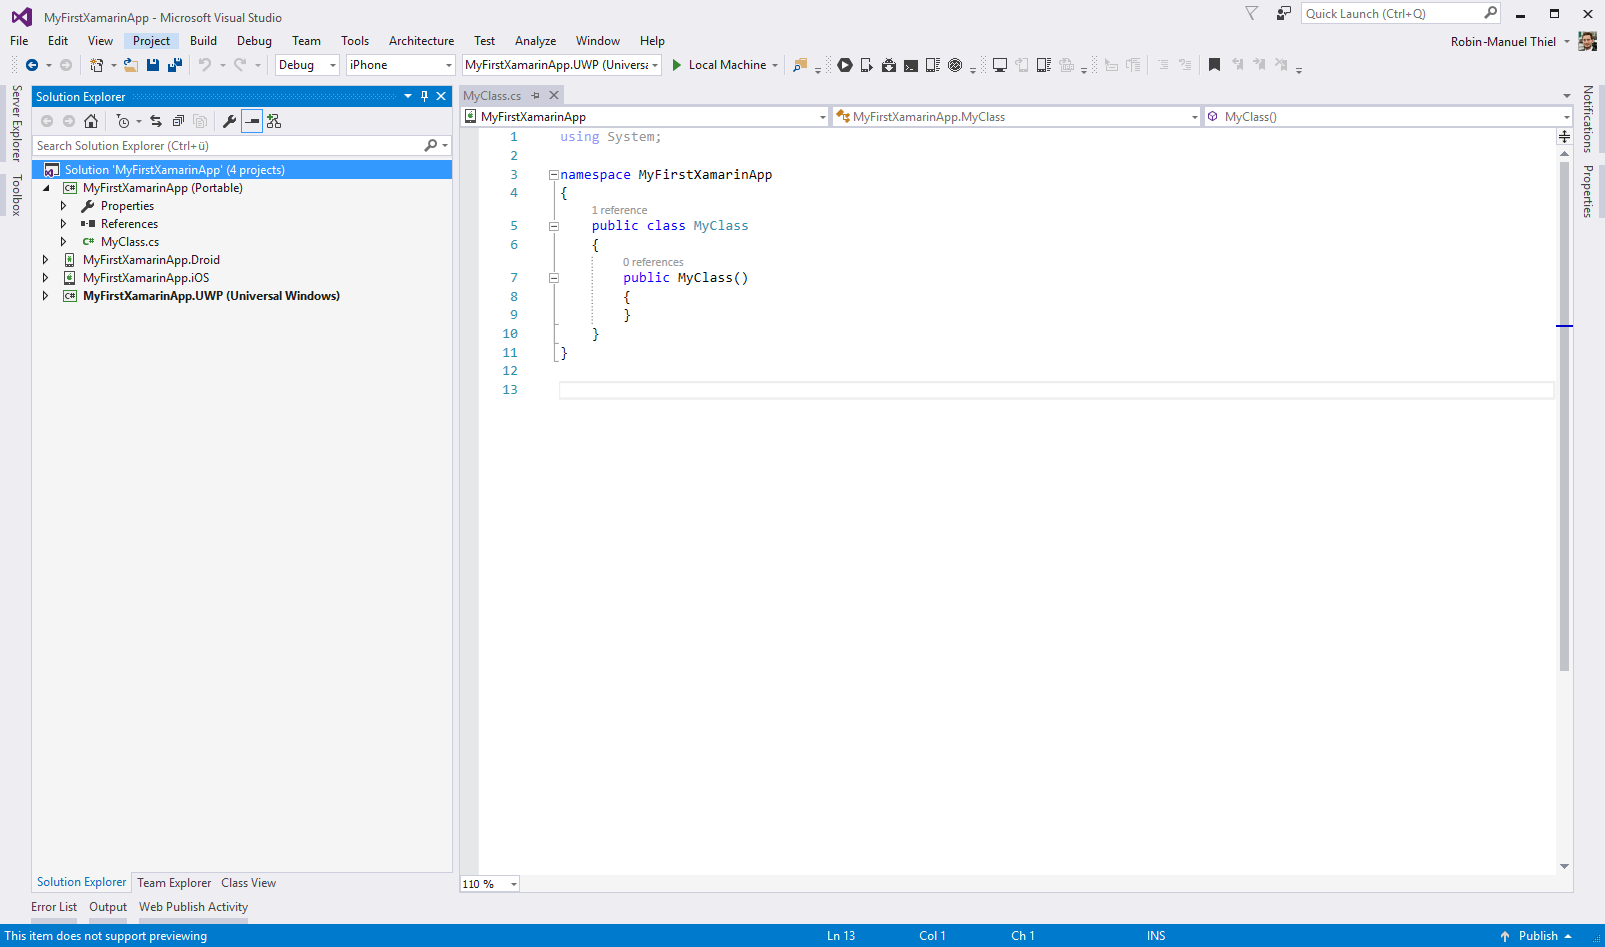 MyFirstXamarinApp - Microsoft Visual Studio
Quick Launch (Ctrl+Q)
File Edit View Project Build Debug Team Tools Architecture Test Analyze Window Help
Robin-Manuel Thiel
Debug iPhone MyFirstXamarinApp.UWP (Universa Local Machine
Server Explorer
Toolbox
Solution Explorer
Search Solution Explorer (Ctrl+ü)
Solution 'MyFirstXamarinApp' (4 projects)
C# MyFirstXamarinApp (Portable)
Properties
References
C# MyClass.cs
MyFirstXamarinApp.Droid
MyFirstXamarinApp.iOS
C# MyFirstXamarinApp.UWP (Universal Windows)
Solution Explorer Team Explorer Class View
MyClass.cs
MyFirstXamarinApp MyFirstXamarinApp.MyClass MyClass()
1 using System;
2
3 namespace MyFirstXamarinApp
4 {
1 reference
5 public class MyClass
6 {
0 references
7 public MyClass()
8 {
9 }
10 }
11 }
12
13
110 %
Notifications
Properties
Error List Output Web Publish Activity
This item does not support previewing Ln 13 Col 1 Ch 1 INS Publish